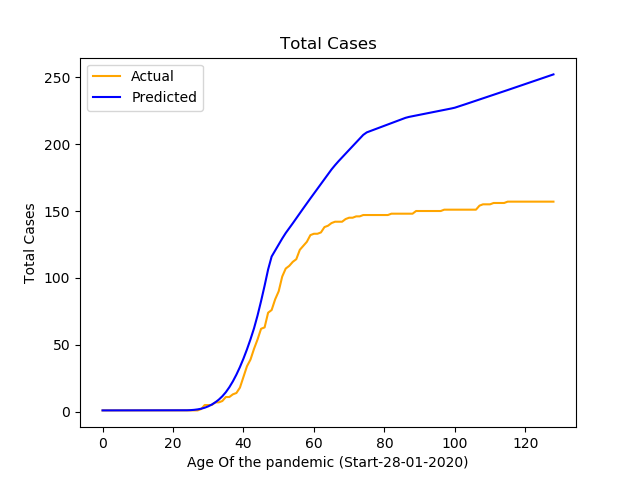 Total Cases
Actual
Predicted
Total Cases
250
200
150
100
50
0
0 20 40 60 80 100 120
Age Of the pandemic (Start-28-01-2020)